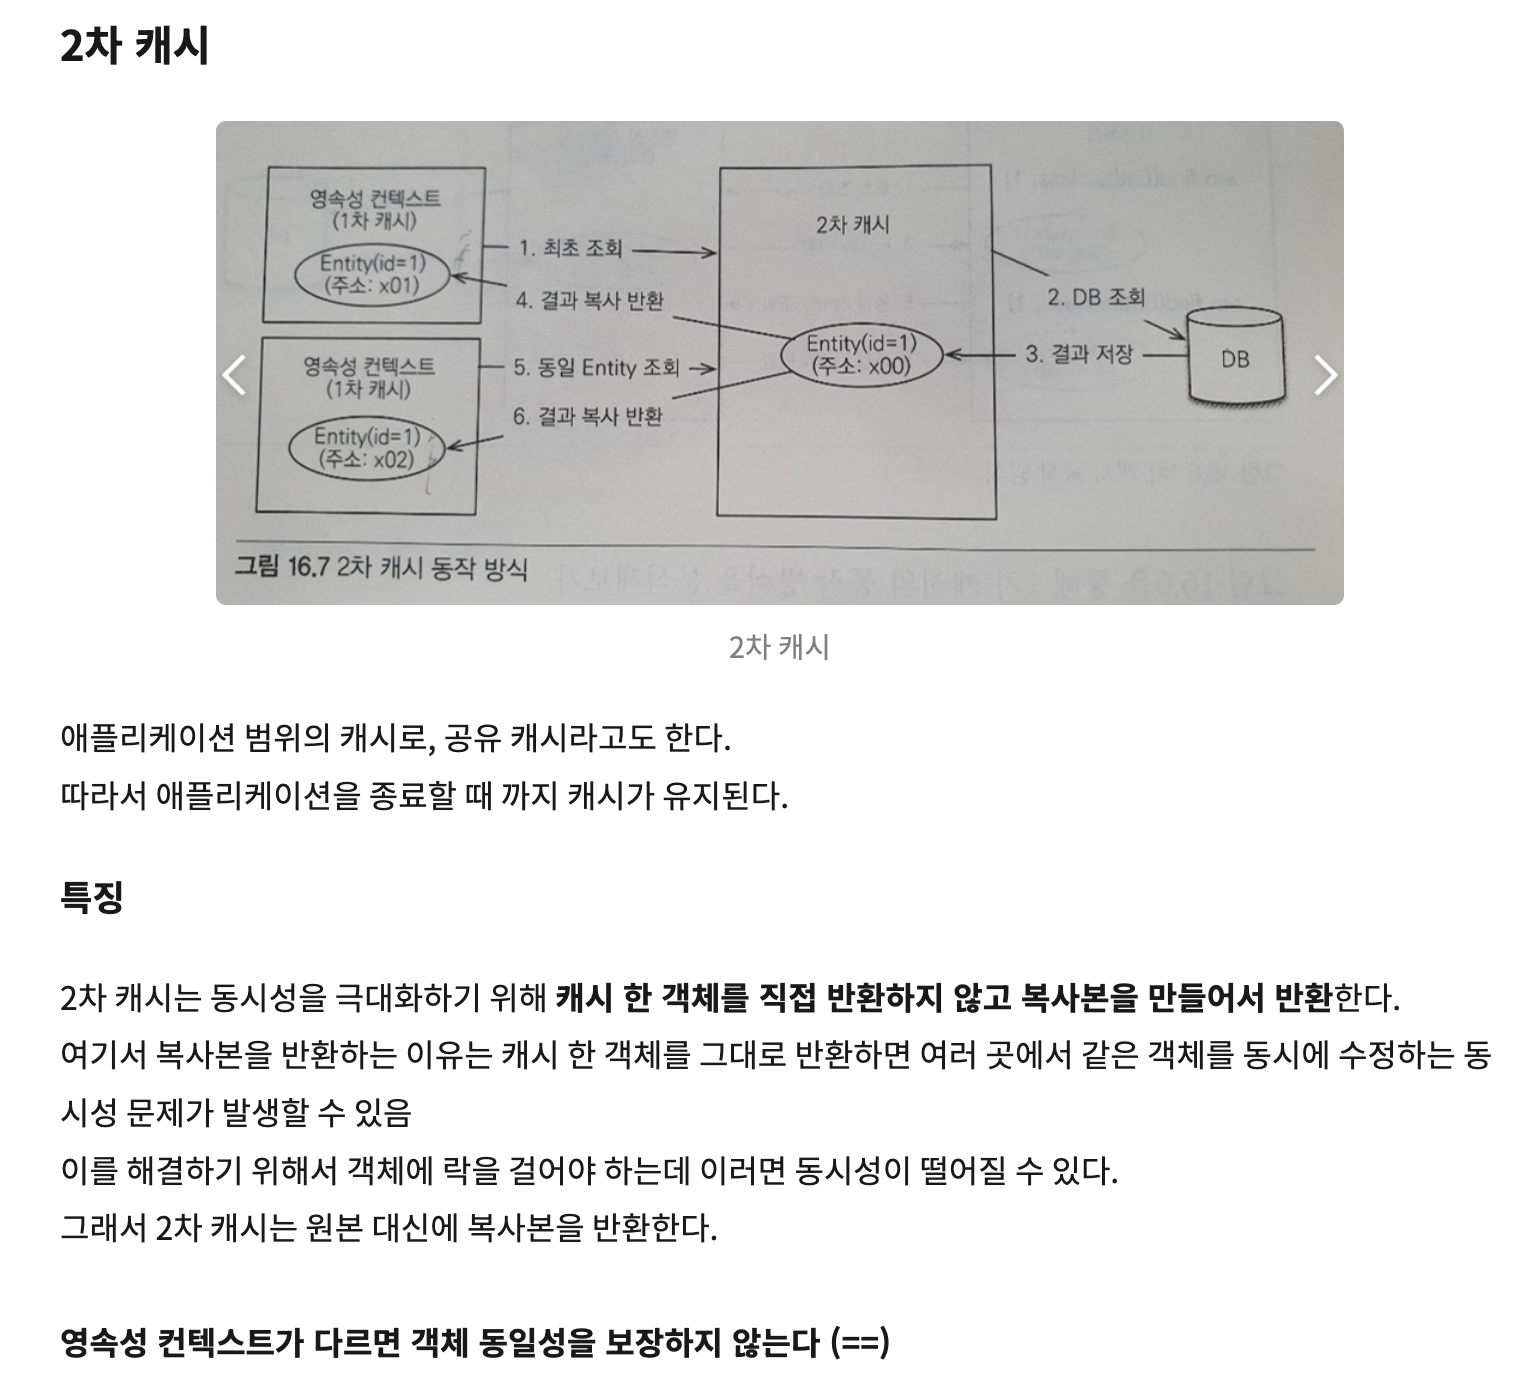 2차 캐시
영속성 컨텍스트
(1차 캐시)
Entity(id=1)
(주소: x01)
1. 최초 조회
4. 결과 복사 반환
영속성 컨텍스트
(1차 캐시)
Entity(id=1)
(주소: x02)
5. 동일 Entity 조회
6. 결과 복사 반환
2차 캐시
Entity(id=1)
(주소: x00)
2. DB 조회
3. 결과 저장
DB
그림 16.7 2차 캐시 동작 방식
2차 캐시
애플리케이션 범위의 캐시로, 공유 캐시라고도 한다.
따라서 애플리케이션을 종료할 때 까지 캐시가 유지된다.
특징
2차 캐시는 동시성을 극대화하기 위해 캐시 한 객체를 직접 반환하지 않고 복사본을 만들어서 반환한다.
여기서 복사본을 반환하는 이유는 캐시 한 객체를 그대로 반환하면 여러 곳에서 같은 객체를 동시에 수정하는 동
시성 문제가 발생할 수 있음
이를 해결하기 위해서 객체에 락을 걸어야 하는데 이러면 동시성이 떨어질 수 있다.
그래서 2차 캐시는 원본 대신에 복사본을 반환한다.
영속성 컨텍스트가 다르면 객체 동일성을 보장하지 않는다 (==)